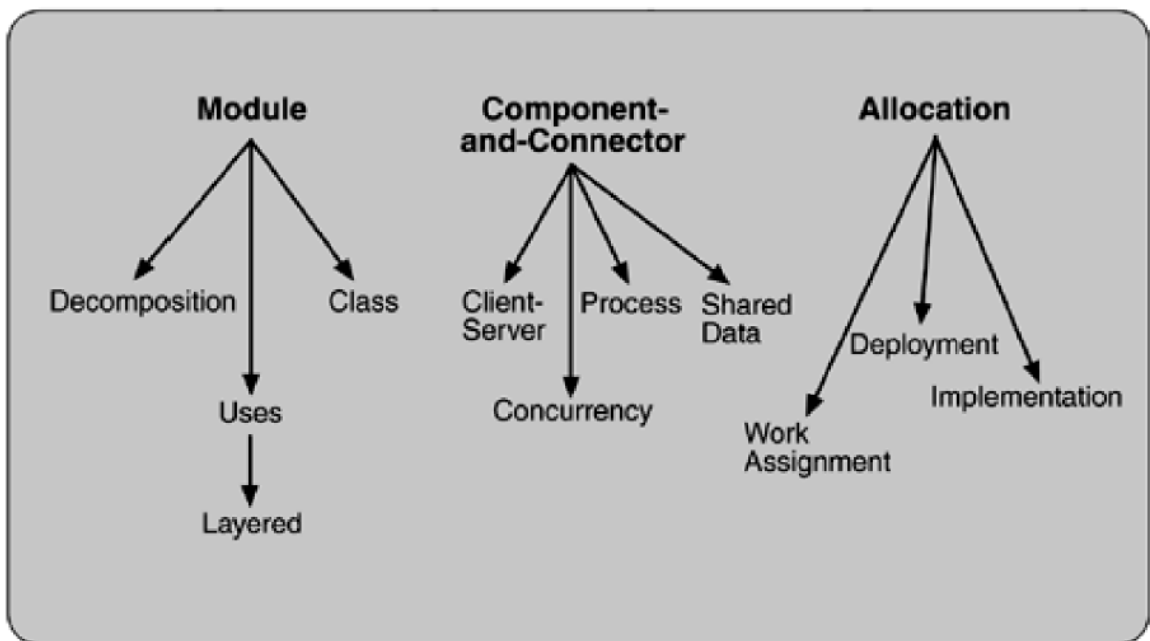 Module
Component-
and-Connector
Allocation
Decomposition
Class
Client-
Server
Process
Shared
Data
Deployment
Implementation
Uses
Concurrency
Work
Assignment
Layered